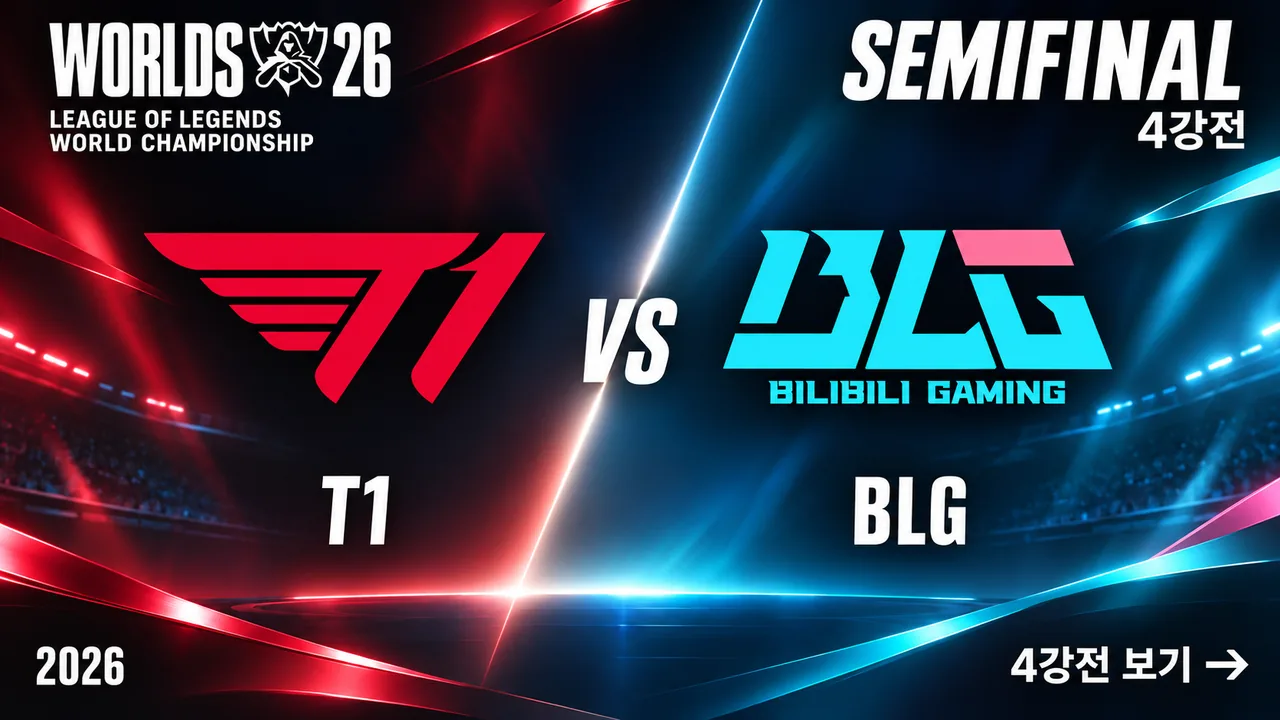 WORLDS 26
LEAGUE OF LEGENDS
WORLD CHAMPIONSHIP
SEMIFINAL
4강전
T1
VS
BLG
BILIBILI GAMING
T1
BLG
2026
4강전 보기 →